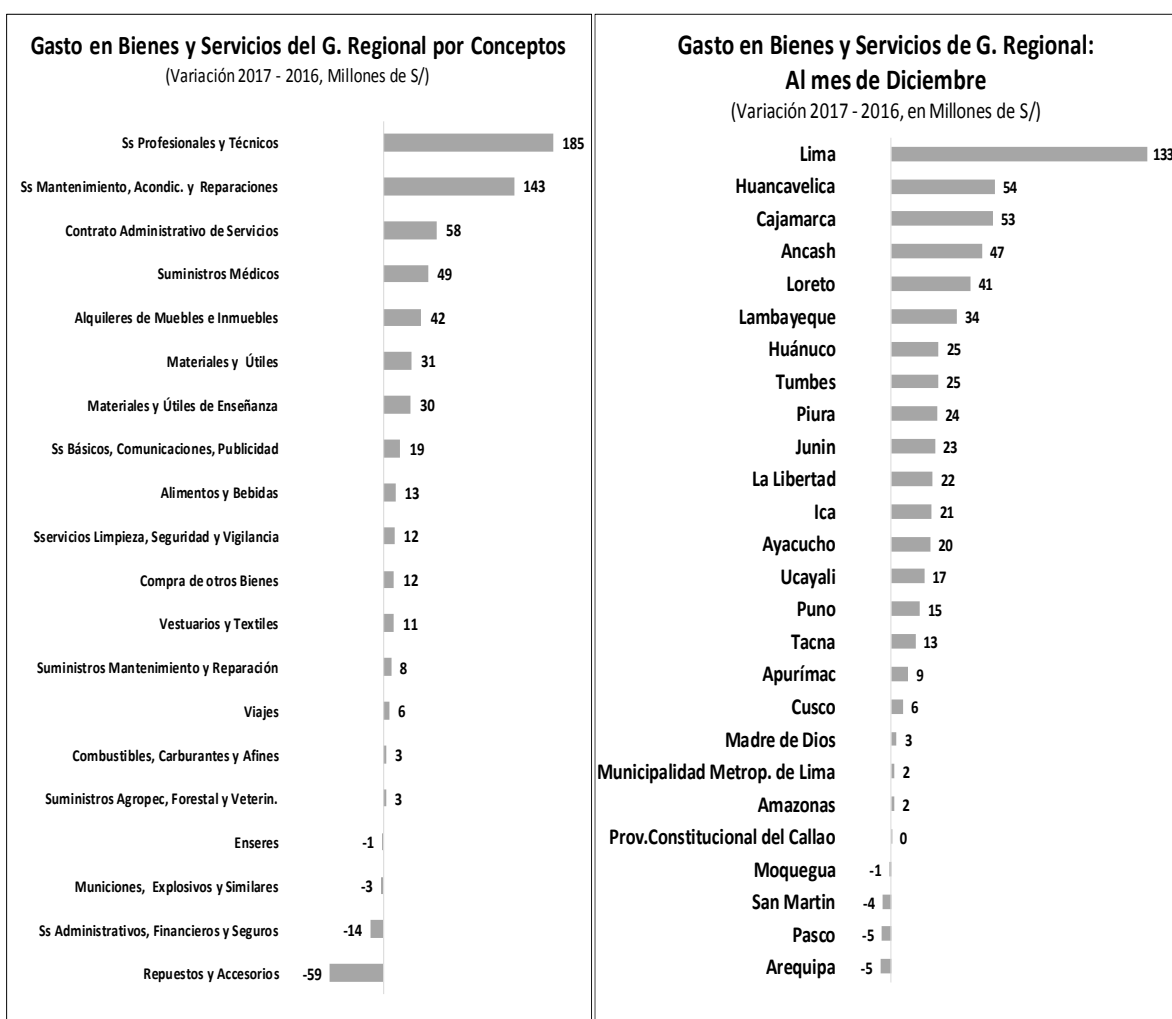 Gasto en Bienes y Servicios del G. Regional por Conceptos
(Variación 2017 - 2016, Millones de S/)
Ss Profesionales y Técnicos 185
Ss Mantenimiento, Acondic. y Reparaciones 143
Contrato Administrativo de Servicios 58
Suministros Médicos 49
Alquileres de Muebles e Inmuebles 42
Materiales y Útiles 31
Materiales y Útiles de Enseñanza 30
Ss Básicos, Comunicaciones, Publicidad 19
Alimentos y Bebidas 13
Sservicios Limpieza, Seguridad y Vigilancia 12
Compra de otros Bienes 12
Vestuarios y Textiles 11
Suministros Mantenimiento y Reparación 8
Viajes 6
Combustibles, Carburantes y Afines 3
Suministros Agropec, Forestal y Veterin. 3
Enseres -1
Municiones, Explosivos y Similares -3
Ss Administrativos, Financieros y Seguros -14
Repuestos y Accesorios -59
Gasto en Bienes y Servicios de G. Regional:
Al mes de Diciembre
(Variación 2017 - 2016, en Millones de S/)
Lima 133
Huancavelica 54
Cajamarca 53
Ancash 47
Loreto 41
Lambayeque 34
Huánuco 25
Tumbes 25
Piura 24
Junin 23
La Libertad 22
Ica 21
Ayacucho 20
Ucayali 17
Puno 15
Tacna 13
Apurímac 9
Cusco 6
Madre de Dios 3
Municipalidad Metrop. de Lima 2
Amazonas 2
Prov.Constitucional del Callao 0
Moquegua -1
San Martin -4
Pasco -5
Arequipa -5